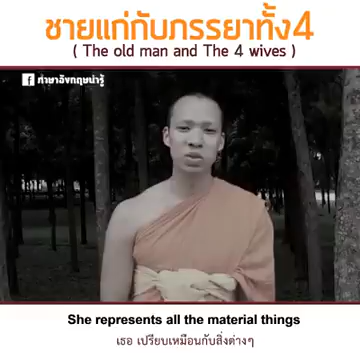 ชายแก่กับภรรยาทั้ง4
( The old man and The 4 wives )
f ภาษาอังกฤษน่ารู้
She represents all the material things
เธอ เปรียบเหมือนกับสิ่งต่างๆ